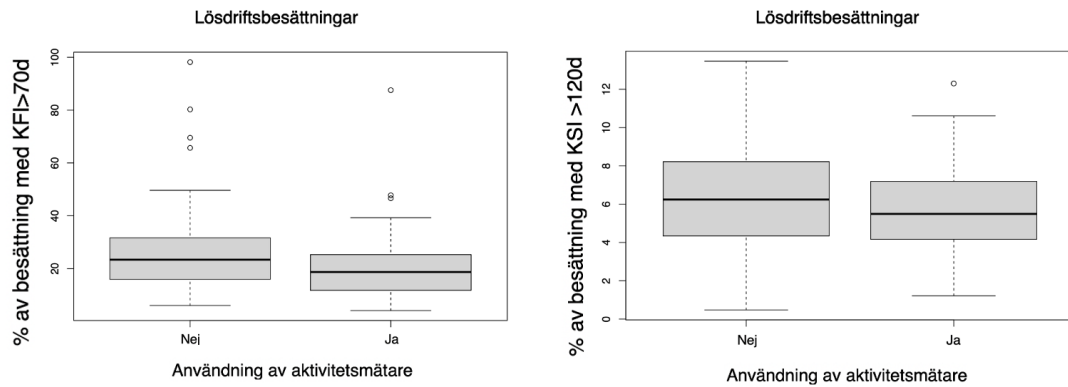 Lösdriftsbesättningar
% av besättning med KFI>70d
100
80
60
40
20
Nej
Ja
Användning av aktivitetsmätare
Lösdriftsbesättningar
% av besättning med KSI >120d
12
10
8
6
4
2
0
Nej
Ja
Användning av aktivitetsmätare